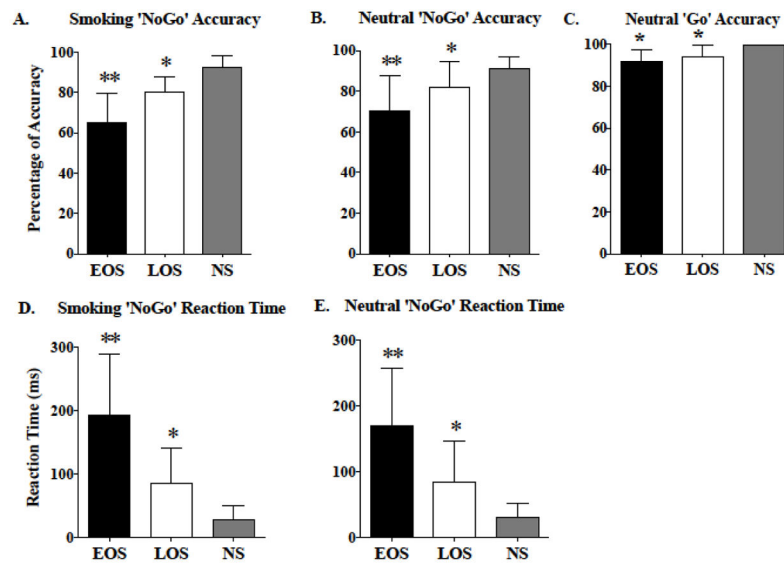 A. Smoking 'NoGo' Accuracy
B. Neutral 'NoGo' Accuracy
C. Neutral 'Go' Accuracy
Percentage of Accuracy
100
80
60
40
20
0
** *
EOS LOS NS
100
80
60
40
20
0
** *
EOS LOS NS
100
80
60
40
20
0
* *
EOS LOS NS
D. Smoking 'NoGo' Reaction Time
E. Neutral 'NoGo' Reaction Time
Reaction Time (ms)
300
200
100
0
** *
EOS LOS NS
300
200
100
0
** *
EOS LOS NS